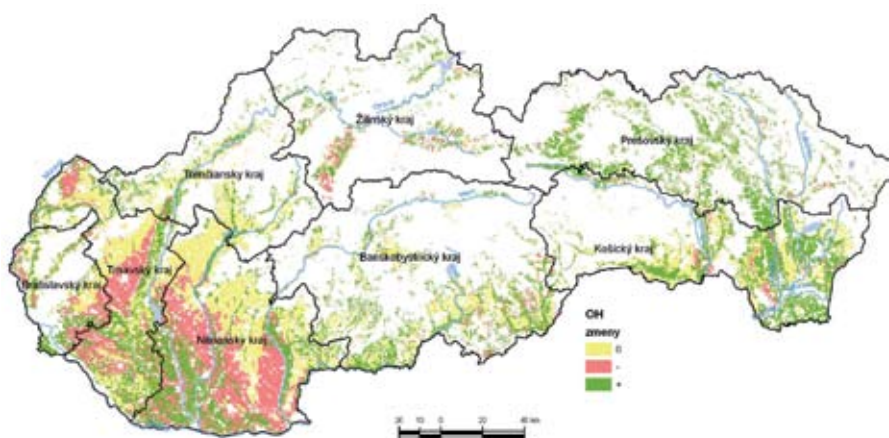 Žilinský kraj
Prešovský kraj
Trenčiansky kraj
Trnavský kraj
Banskobystrický kraj
Košický kraj
Bratislavský kraj
Nitriansky kraj
OH
zmeny
0
-
+
20 10 0 20 40 km